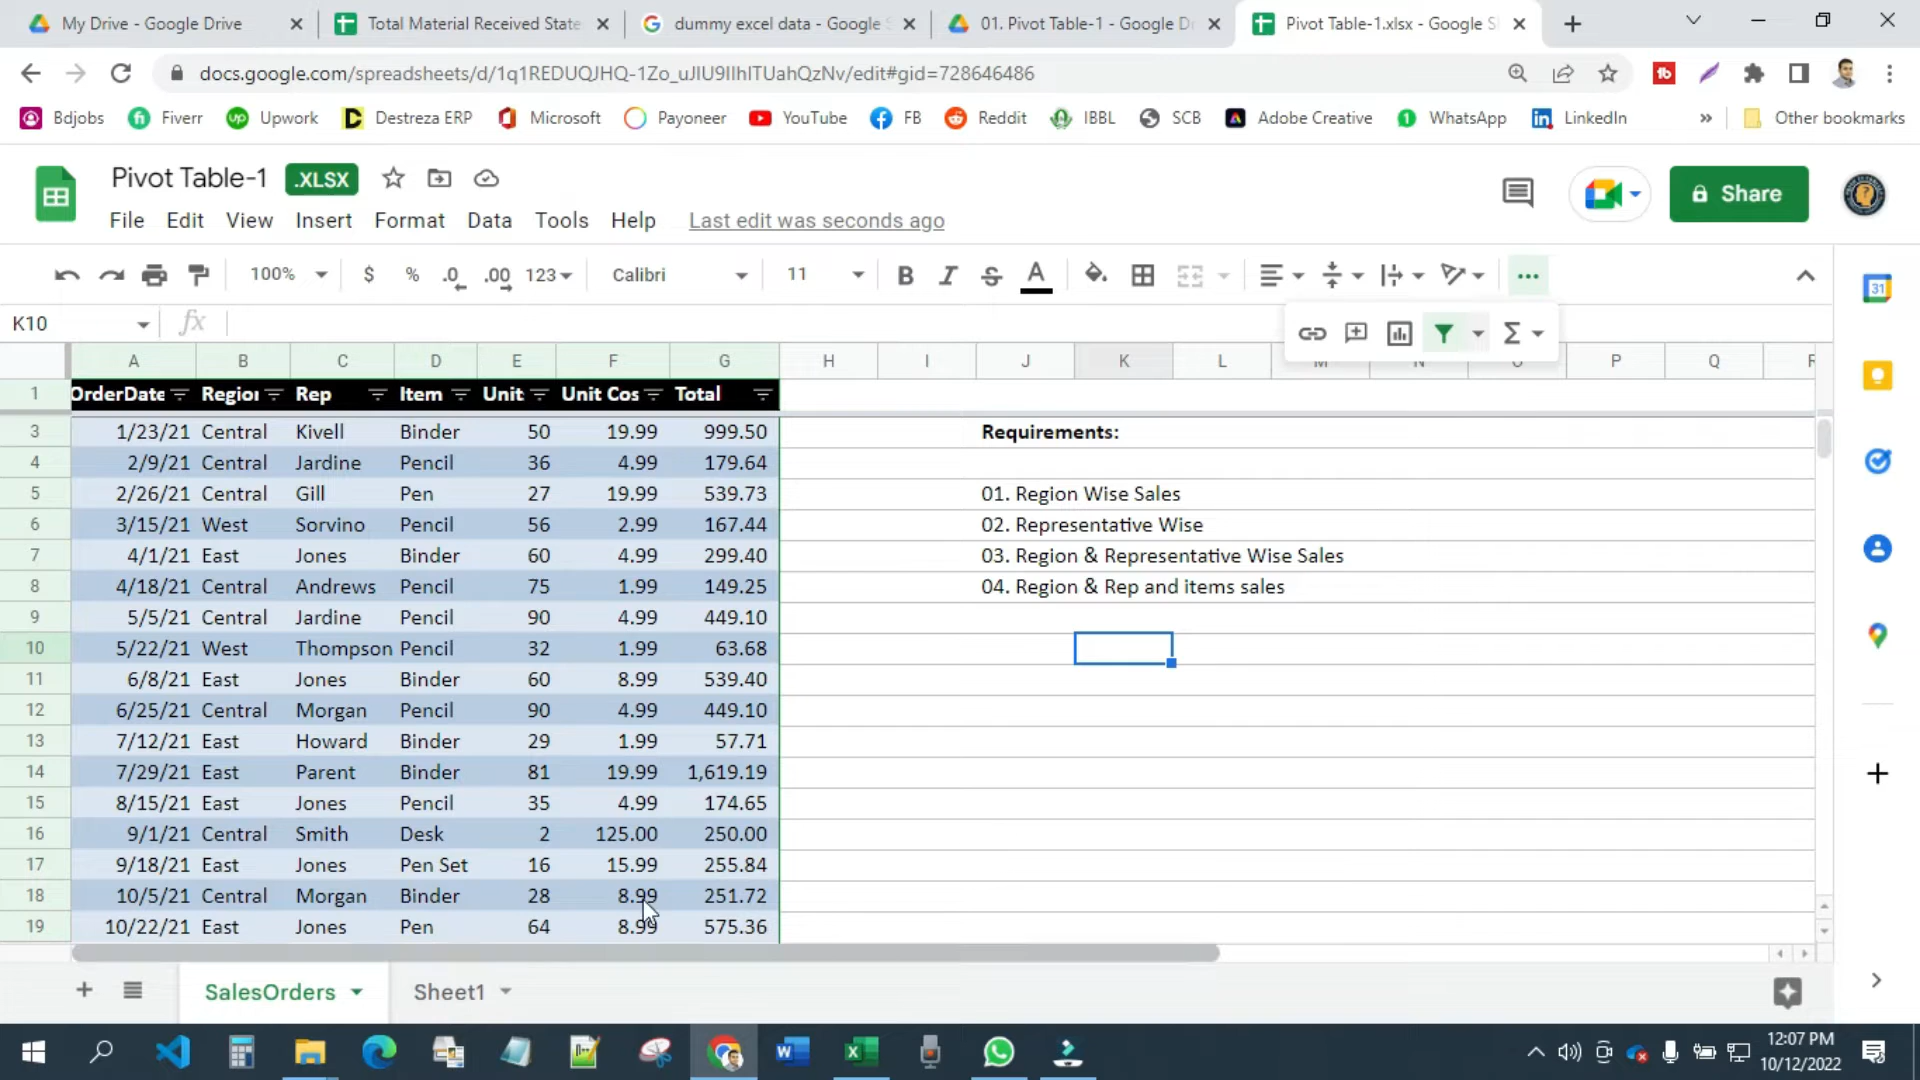 My Drive - Google Drive
Total Material Received State
dummy excel data - Google S
01. Pivot Table-1 - Google Dr
Pivot Table-1.xlsx - Google S
docs.google.com/spreadsheets/d/1q1REDUQJHQ-1Zo_uJIU9IIhITUahQzNv/edit#gid=728646486
Bdjobs Fiverr Upwork Destreza ERP Microsoft Payoneer YouTube FB Reddit IBBL SCB Adobe Creative WhatsApp LinkedIn » Other bookmarks
Pivot Table-1 .XLSX
Share
File Edit View Insert Format Data Tools Help Last edit was seconds ago
100% $ % .0 .00 123 Calibri 11 B I S A
K10 fx
A B C D E F G H I J K L M N O P Q R
1 OrderDate Region Rep Item Unit Unit Cos Total
3 1/23/21 Central Kivell Binder 50 19.99 999.50 Requirements:
4 2/9/21 Central Jardine Pencil 36 4.99 179.64
5 2/26/21 Central Gill Pen 27 19.99 539.73 01. Region Wise Sales
6 3/15/21 West Sorvino Pencil 56 2.99 167.44 02. Representative Wise
7 4/1/21 East Jones Binder 60 4.99 299.40 03. Region & Representative Wise Sales
8 4/18/21 Central Andrews Pencil 75 1.99 149.25 04. Region & Rep and items sales
9 5/5/21 Central Jardine Pencil 90 4.99 449.10
10 5/22/21 West Thompson Pencil 32 1.99 63.68
11 6/8/21 East Jones Binder 60 8.99 539.40
12 6/25/21 Central Morgan Pencil 90 4.99 449.10
13 7/12/21 East Howard Binder 29 1.99 57.71
14 7/29/21 East Parent Binder 81 19.99 1,619.19
15 8/15/21 East Jones Pencil 35 4.99 174.65
16 9/1/21 Central Smith Desk 2 125.00 250.00
17 9/18/21 East Jones Pen Set 16 15.99 255.84
18 10/5/21 Central Morgan Binder 28 8.99 251.72
19 10/22/21 East Jones Pen 64 8.99 575.36
SalesOrders Sheet1
12:07 PM
10/12/2022